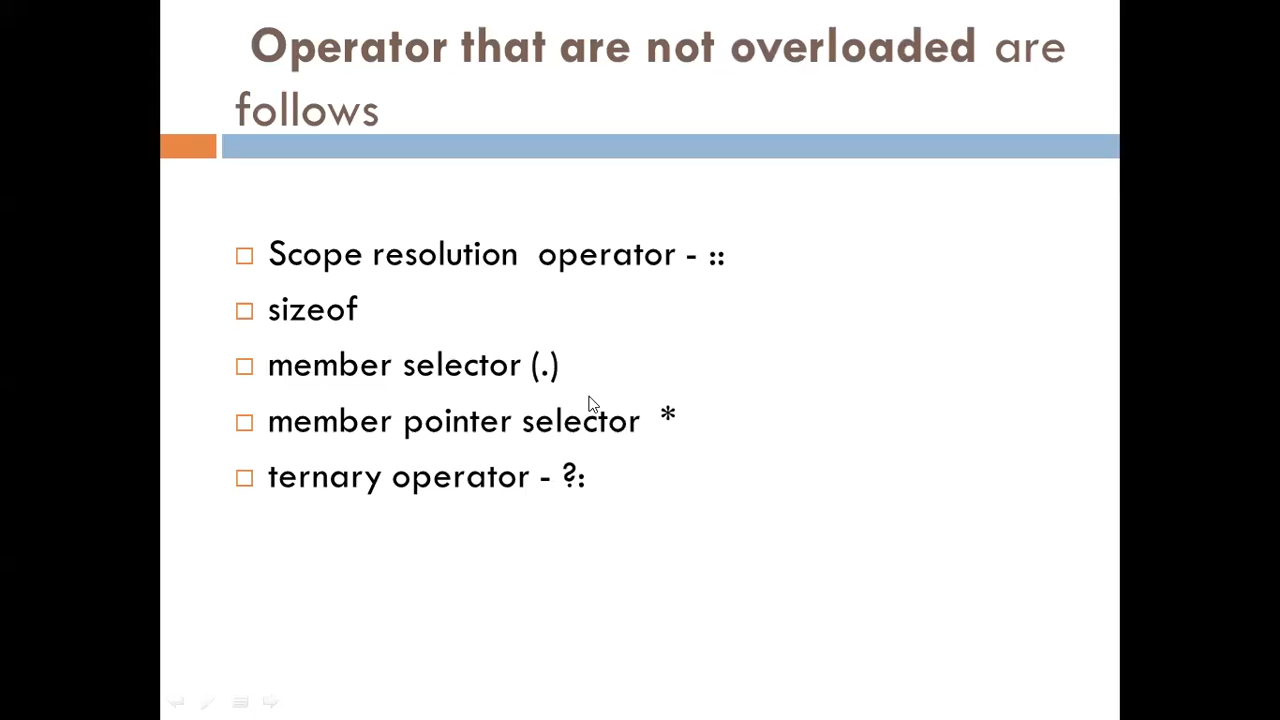 Operator that are not overloaded are
follows
Scope resolution operator - ::
sizeof
member selector (.)
member pointer selector *
ternary operator - ?: